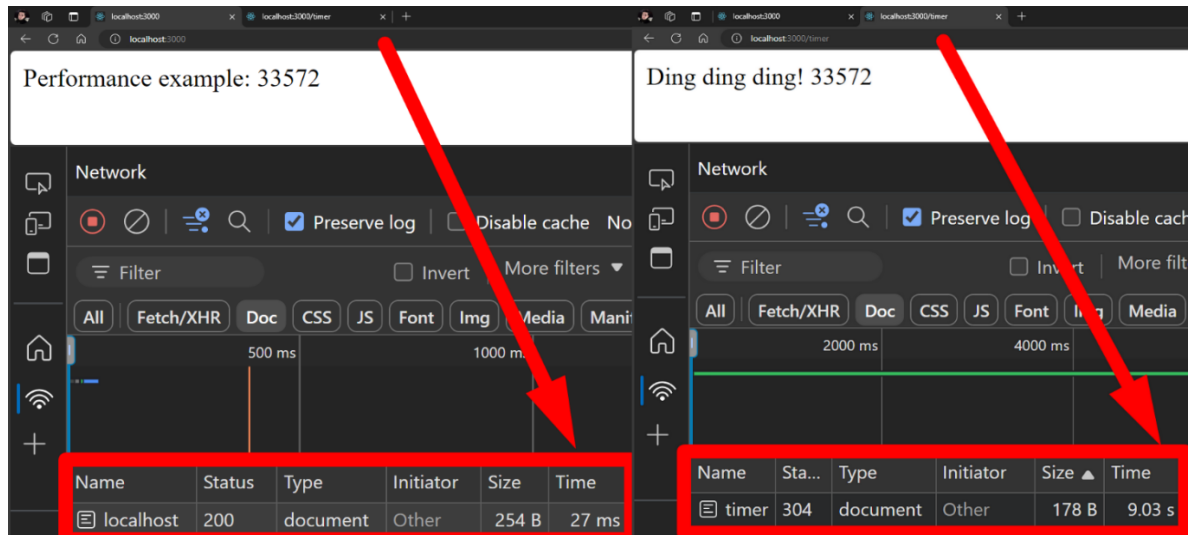 localhost:3000
localhost:3000/timer
localhost:3000
Performance example: 33572
Network
Preserve log
Disable cache
No
Filter
Invert
More filters
All
Fetch/XHR
Doc
CSS
JS
Font
Img
Media
Manif
500 ms
1000 m
Name Status Type Initiator Size Time
localhost 200 document Other 254 B 27 ms
localhost:3000
localhost:3000/timer
localhost:3000/timer
Ding ding ding! 33572
Network
Preserve log
Disable cach
Filter
Invert
More filt
All
Fetch/XHR
Doc
CSS
JS
Font
Img
Media
2000 ms
4000 ms
Name Sta... Type Initiator Size Time
timer 304 document Other 178 B 9.03 s